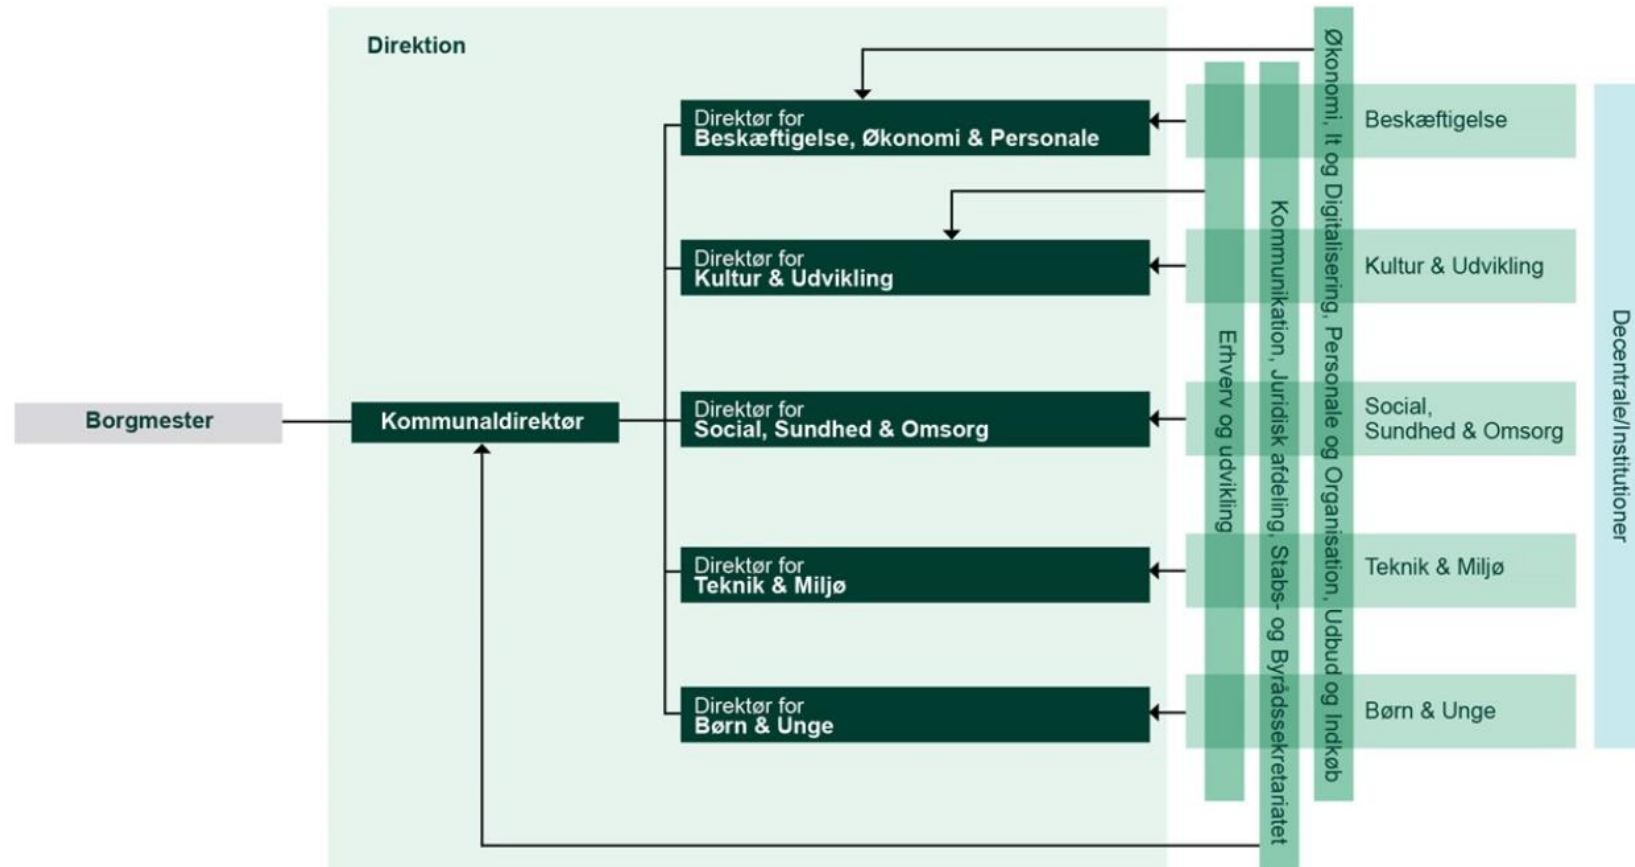 Direktion
Borgmester
Kommunaldirektør
Direktør for
Beskæftigelse, Økonomi & Personale
Direktør for
Kultur & Udvikling
Direktør for
Social, Sundhed & Omsorg
Direktør for
Teknik & Miljø
Direktør for
Børn & Unge
Erhverv og udvikling
Kommunikation, Juridisk afdeling, Stabs- og Byrådssekretariatet
Økonomi, It og Digitalisering, Personale og Organisation, Udbud og Indkøb
Beskæftigelse
Kultur & Udvikling
Social,
Sundhed & Omsorg
Teknik & Miljø
Børn & Unge
Decentrale/Institutioner